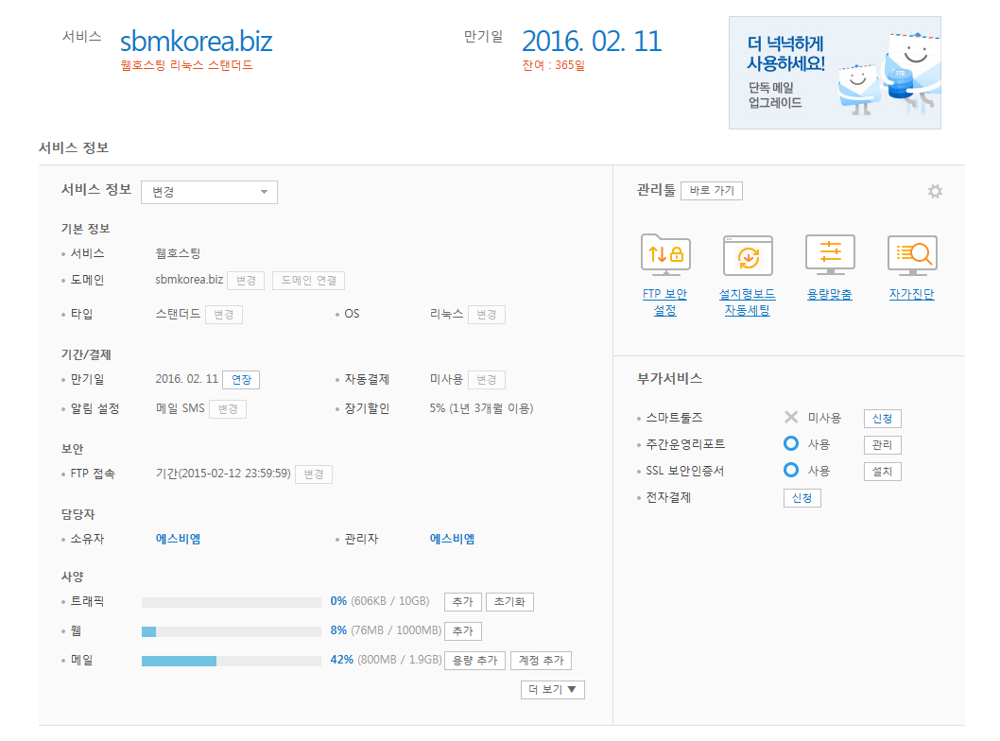 서비스 sbmkorea.biz
웹호스팅 리눅스 스탠더드
만기일 2016. 02. 11
잔여 : 365일
더 넉넉하게
사용하세요!
단독 메일
업그레이드
서비스 정보
서비스 정보 변경
기본 정보
서비스 웹호스팅
도메인 sbmkorea.biz 변경 도메인 연결
타입 스탠더드 변경 OS 리눅스 변경
기간/결제
만기일 2016. 02. 11 연장 자동결제 미사용 변경
알림 설정 메일 SMS 변경 장기할인 5% (1년 3개월 이용)
보안
FTP 접속 기간(2015-02-12 23:59:59) 변경
담당자
소유자 에스비엠 관리자 에스비엠
사양
트래픽 0% (606KB / 10GB) 추가 초기화
웹 8% (76MB / 1000MB) 추가
메일 42% (800MB / 1.9GB) 용량 추가 계정 추가
더 보기 ▼
관리툴 바로 가기
FTP 보안
설정
설치형보드
자동세팅
용량맞춤
자가진단
부가서비스
스마트툴즈 미사용 신청
주간운영리포트 사용 관리
SSL 보안인증서 사용 설치
전자결제 신청